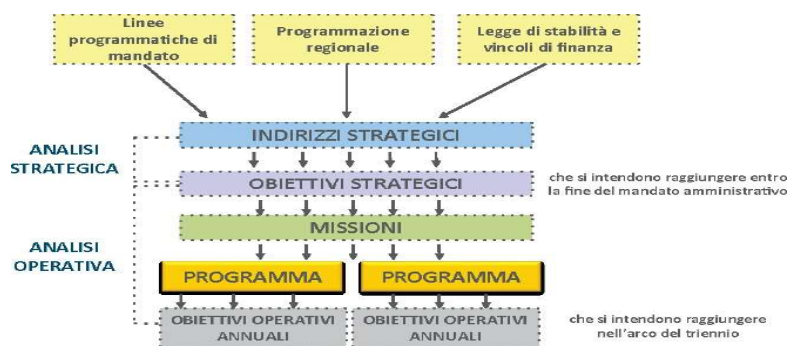 Linee
programmatiche di
mandato
Programmazione
regionale
Legge di stabilità e
vincoli di finanza
INDIRIZZI STRATEGICI
ANALISI
STRATEGICA
OBIETTIVI STRATEGICI
che si intendono raggiungere entro
la fine del mandato amministrativo
MISSIONI
ANALISI
OPERATIVA
PROGRAMMA
PROGRAMMA
OBIETTIVI OPERATIVI
ANNUALI
OBIETTIVI OPERATIVI
ANNUALI
che si intendono raggiungere
nell'arco del triennio